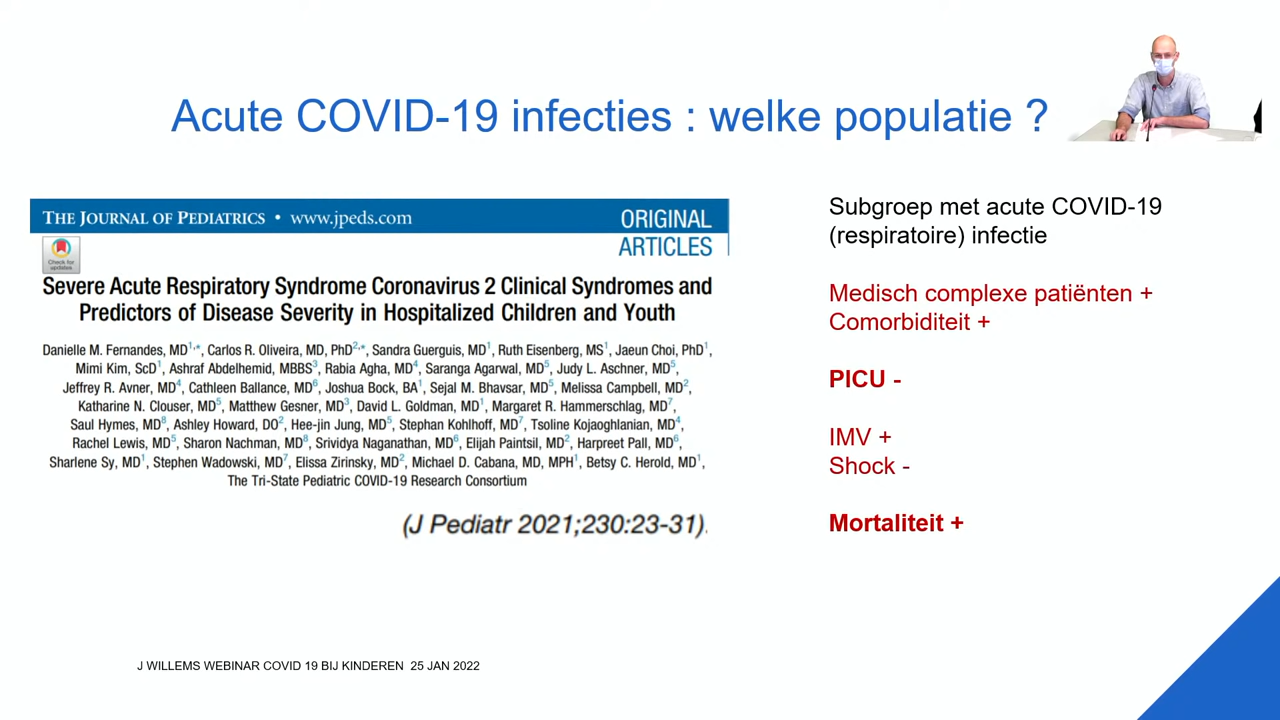 Acute COVID-19 infecties : welke populatie ?
THE JOURNAL OF PEDIATRICS • www.jpeds.com
ORIGINAL
ARTICLES
Check for
updates
Severe Acute Respiratory Syndrome Coronavirus 2 Clinical Syndromes and
Predictors of Disease Severity in Hospitalized Children and Youth
Danielle M. Fernandes, MD1,*, Carlos R. Oliveira, MD, PhD2,*, Sandra Guerguis, MD1, Ruth Eisenberg, MS1, Jaeun Choi, PhD1,
Mimi Kim, ScD1, Ashraf Abdelhemid, MBBS3, Rabia Agha, MD4, Saranga Agarwal, MD5, Judy L. Aschner, MD5,
Jeffrey R. Avner, MD4, Cathleen Ballance, MD6, Joshua Bock, BA1, Sejal M. Bhavsar, MD5, Melissa Campbell, MD2,
Katharine N. Clouser, MD5, Matthew Gesner, MD3, David L. Goldman, MD1, Margaret R. Hammerschlag, MD7,
Saul Hymes, MD8, Ashley Howard, DO2, Hee-jin Jung, MD5, Stephan Kohlhoff, MD7, Tsoline Kojaoghlanian, MD4,
Rachel Lewis, MD5, Sharon Nachman, MD8, Srividya Naganathan, MD6, Elijah Paintsil, MD2, Harpreet Pall, MD6,
Sharlene Sy, MD1, Stephen Wadowski, MD7, Elissa Zirinsky, MD2, Michael D. Cabana, MD, MPH1, Betsy C. Herold, MD1,
The Tri-State Pediatric COVID-19 Research Consortium
(J Pediatr 2021;230:23-31).
Subgroep met acute COVID-19
(respiratoire) infectie
Medisch complexe patiënten +
Comorbiditeit +
PICU -
IMV +
Shock -
Mortaliteit +
J WILLEMS WEBINAR COVID 19 BIJ KINDEREN 25 JAN 2022